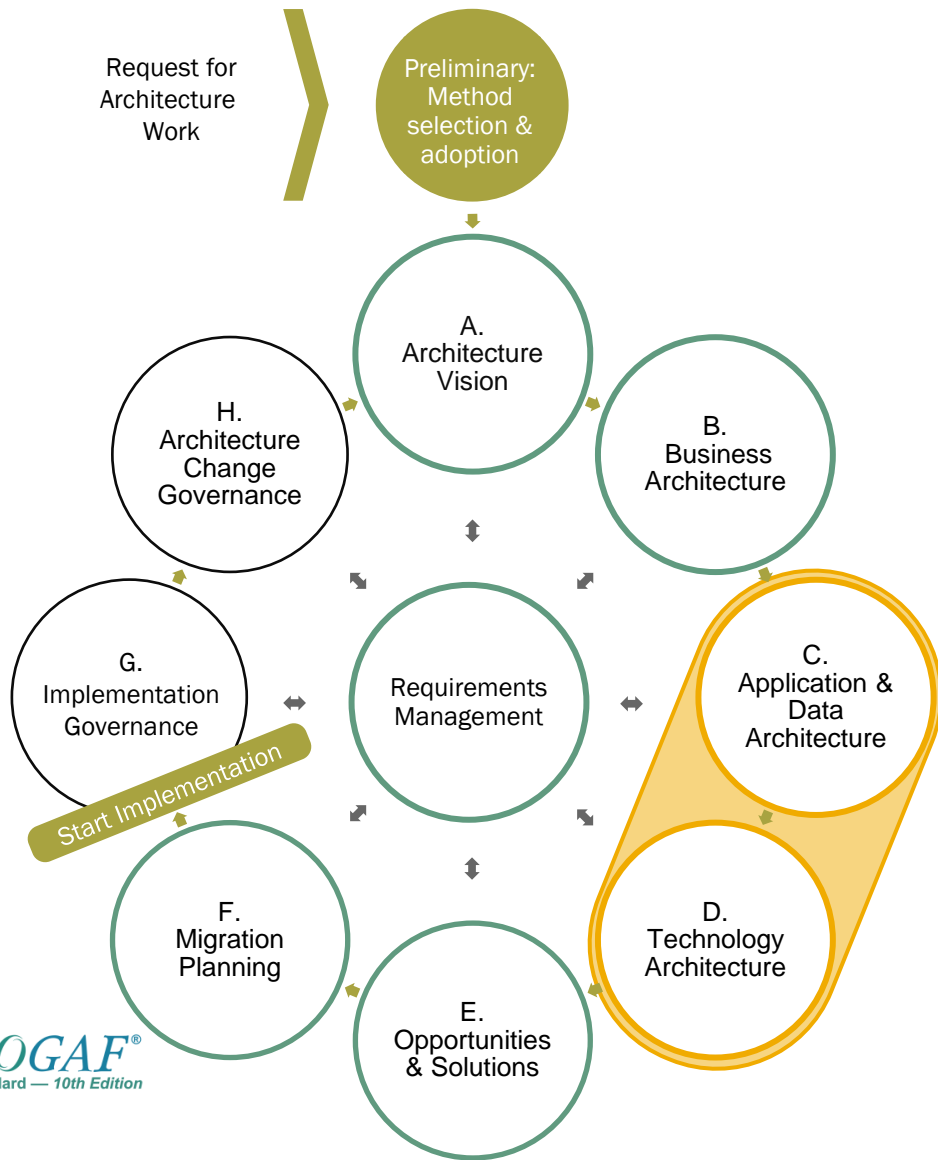 Request for
Architecture
Work
Preliminary:
Method
selection &
adoption
A.
Architecture
Vision
H.
Architecture
Change
Governance
B.
Business
Architecture
G.
Implementation
Governance
Requirements
Management
C.
Application &
Data
Architecture
Start Implementation
F.
Migration
Planning
D.
Technology
Architecture
E.
Opportunities
& Solutions
OGAF®
dard — 10th Edition